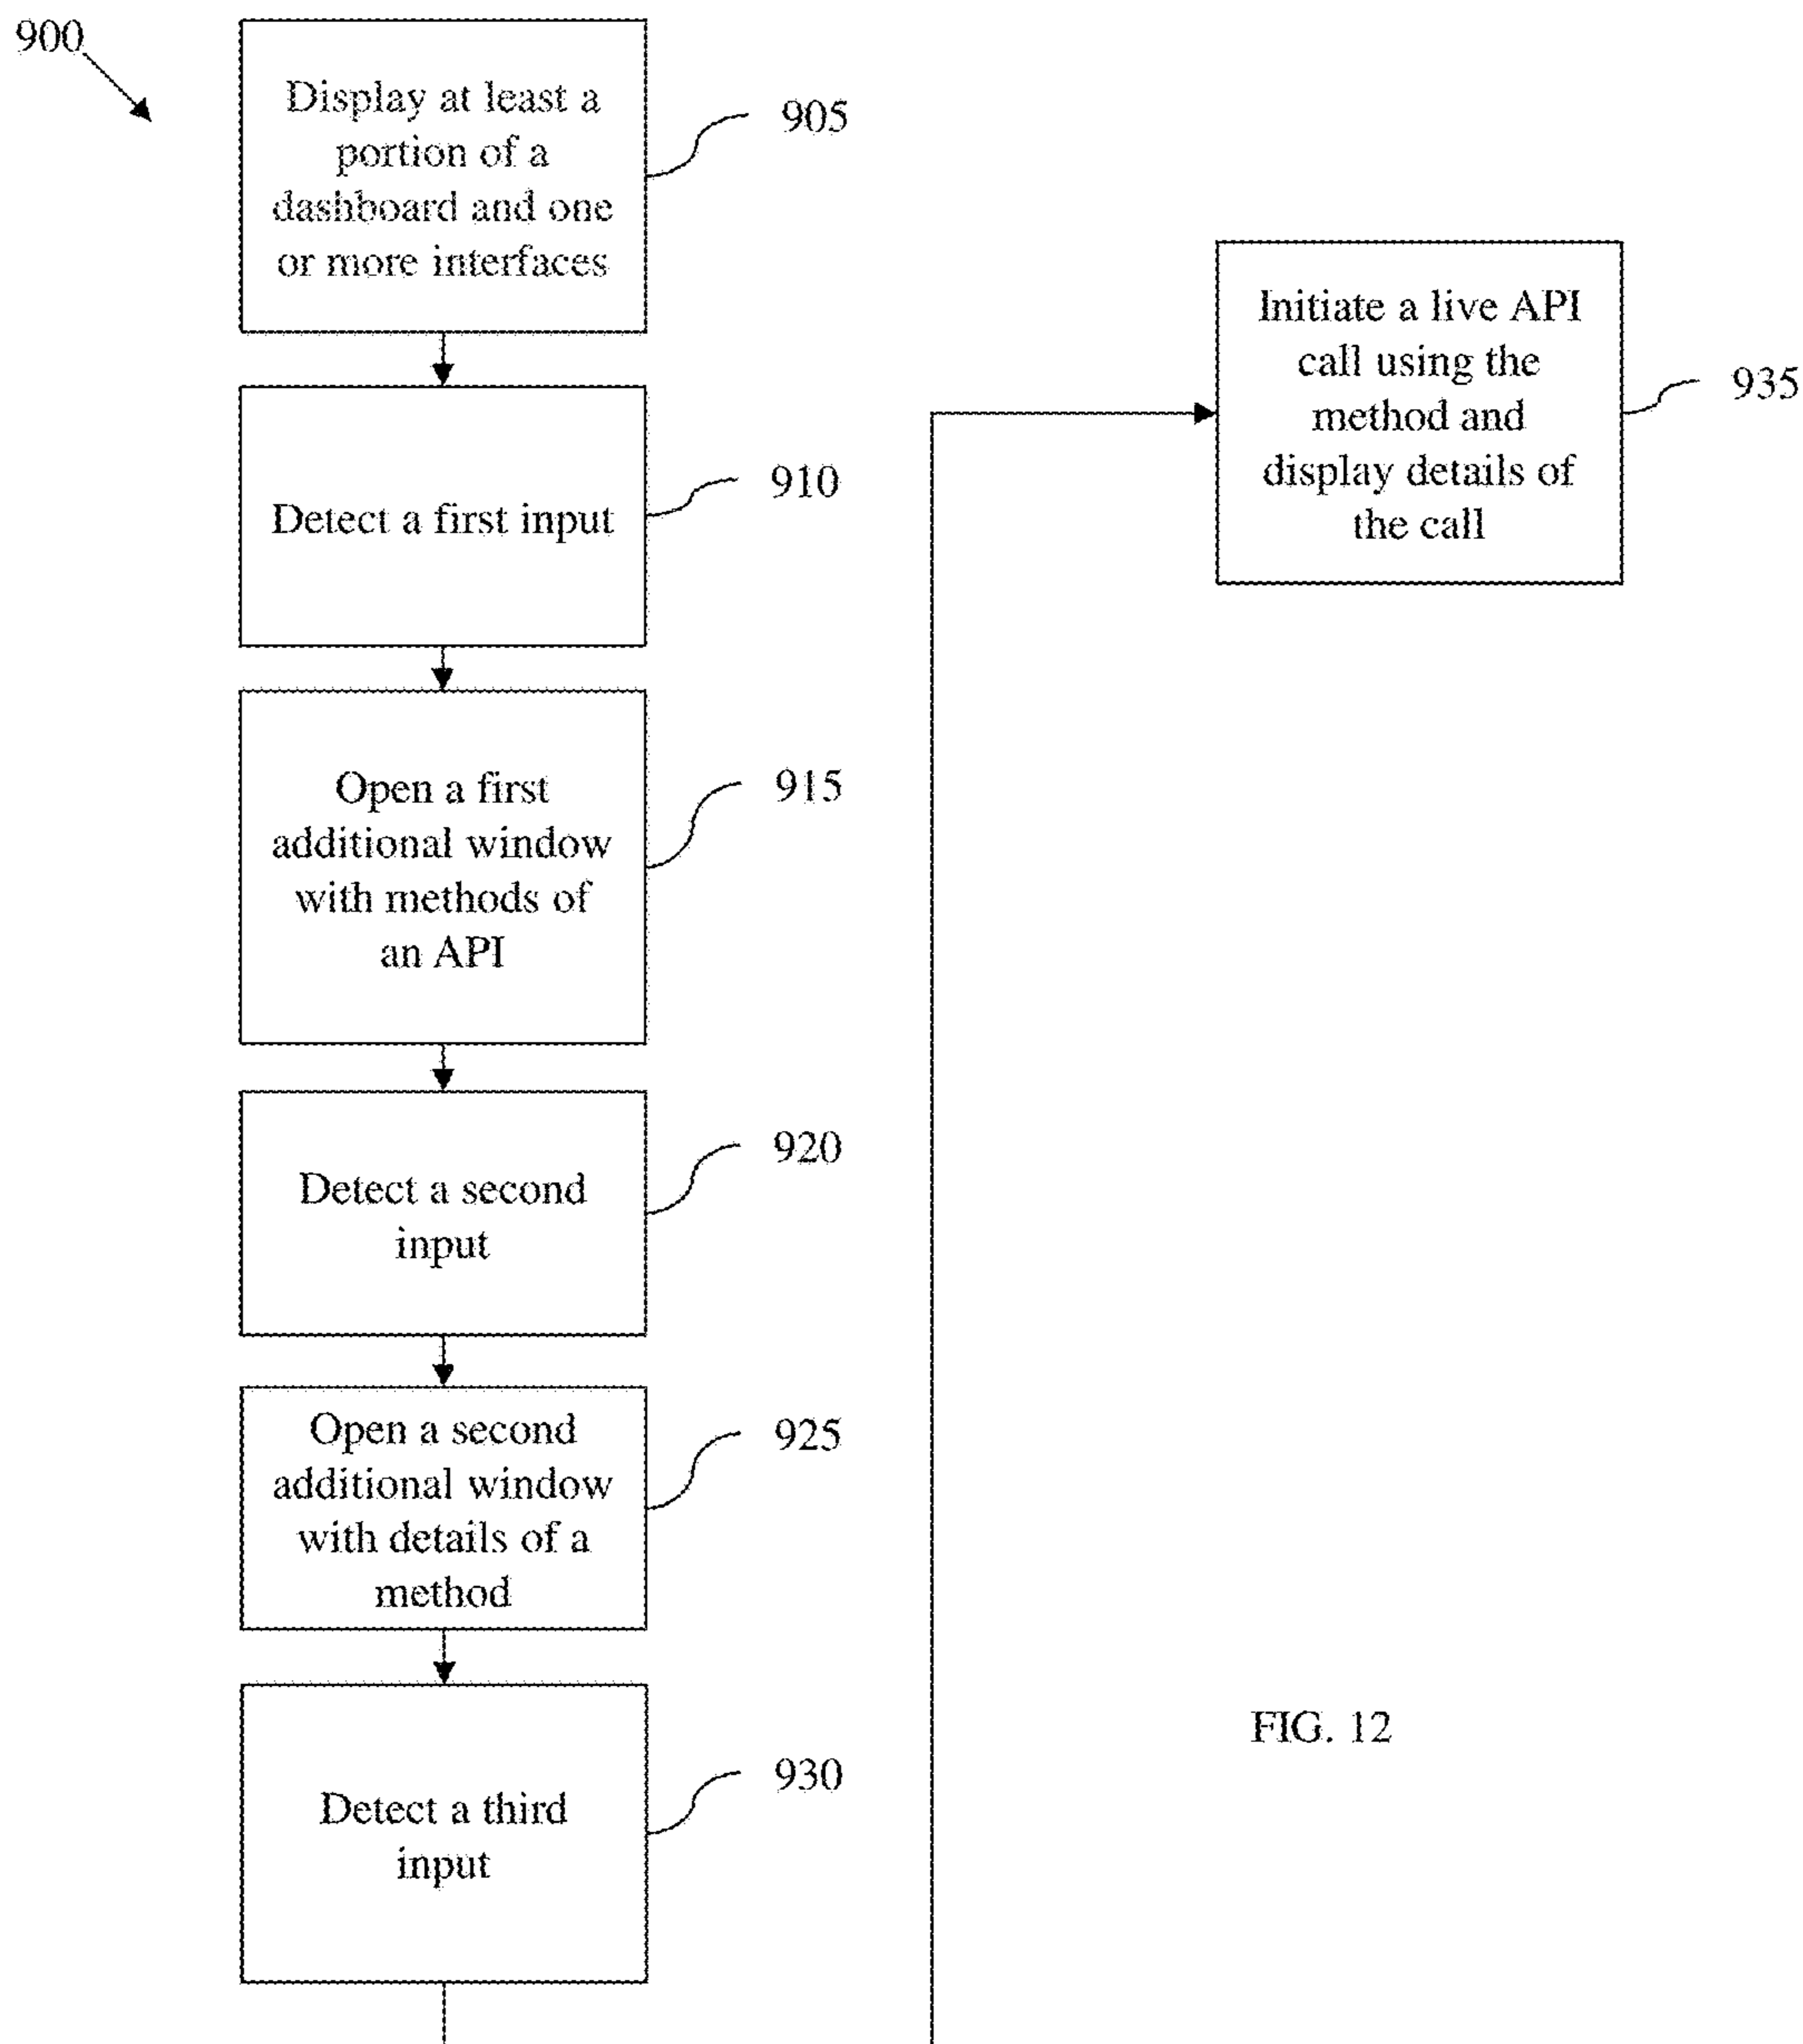 900
Display at least a
portion of a
dashboard and one
or more interfaces
905
Detect a first input
910
Open a first
additional window
with methods of
an API
915
Detect a second
input
920
Open a second
additional window
with details of a
method
925
Detect a third
input
930
Initiate a live API
call using the
method and
display details of
the call
935
FIG. 12